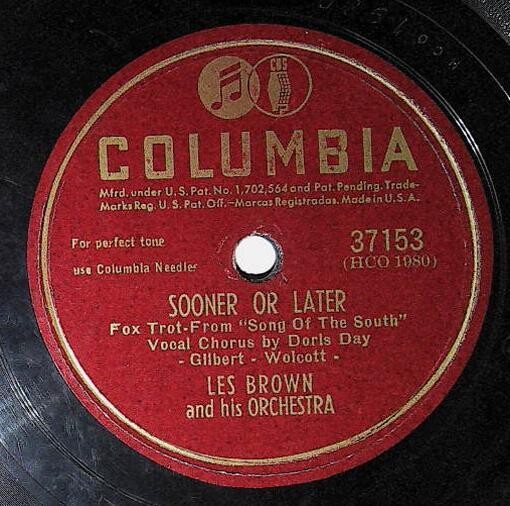 CBS
COLUMBIA
Mfrd. under U.S. Pat. No. 1,702,564 and Pat. Pending. Trade-
Marks Reg. U.S. Pat. Off.–Marcas Registradas. Made in U.S.A.
For perfect tone
use Columbia Needles
37153
(HCO 1980)
SOONER OR LATER
Fox Trot-From "Song Of The South"
Vocal Chorus by Doris Day
- Gilbert - Wolcott -
LES BROWN
and his ORCHESTRA